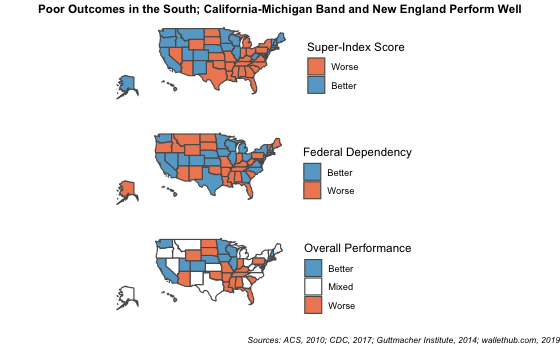 Poor Outcomes in the South; California-Michigan Band and New England Perform Well
Super-Index Score
Worse
Better
Federal Dependency
Better
Worse
Overall Performance
Better
Mixed
Worse
Sources: ACS, 2010; CDC, 2017; Guttmacher Institute, 2014; wallethub.com, 2019